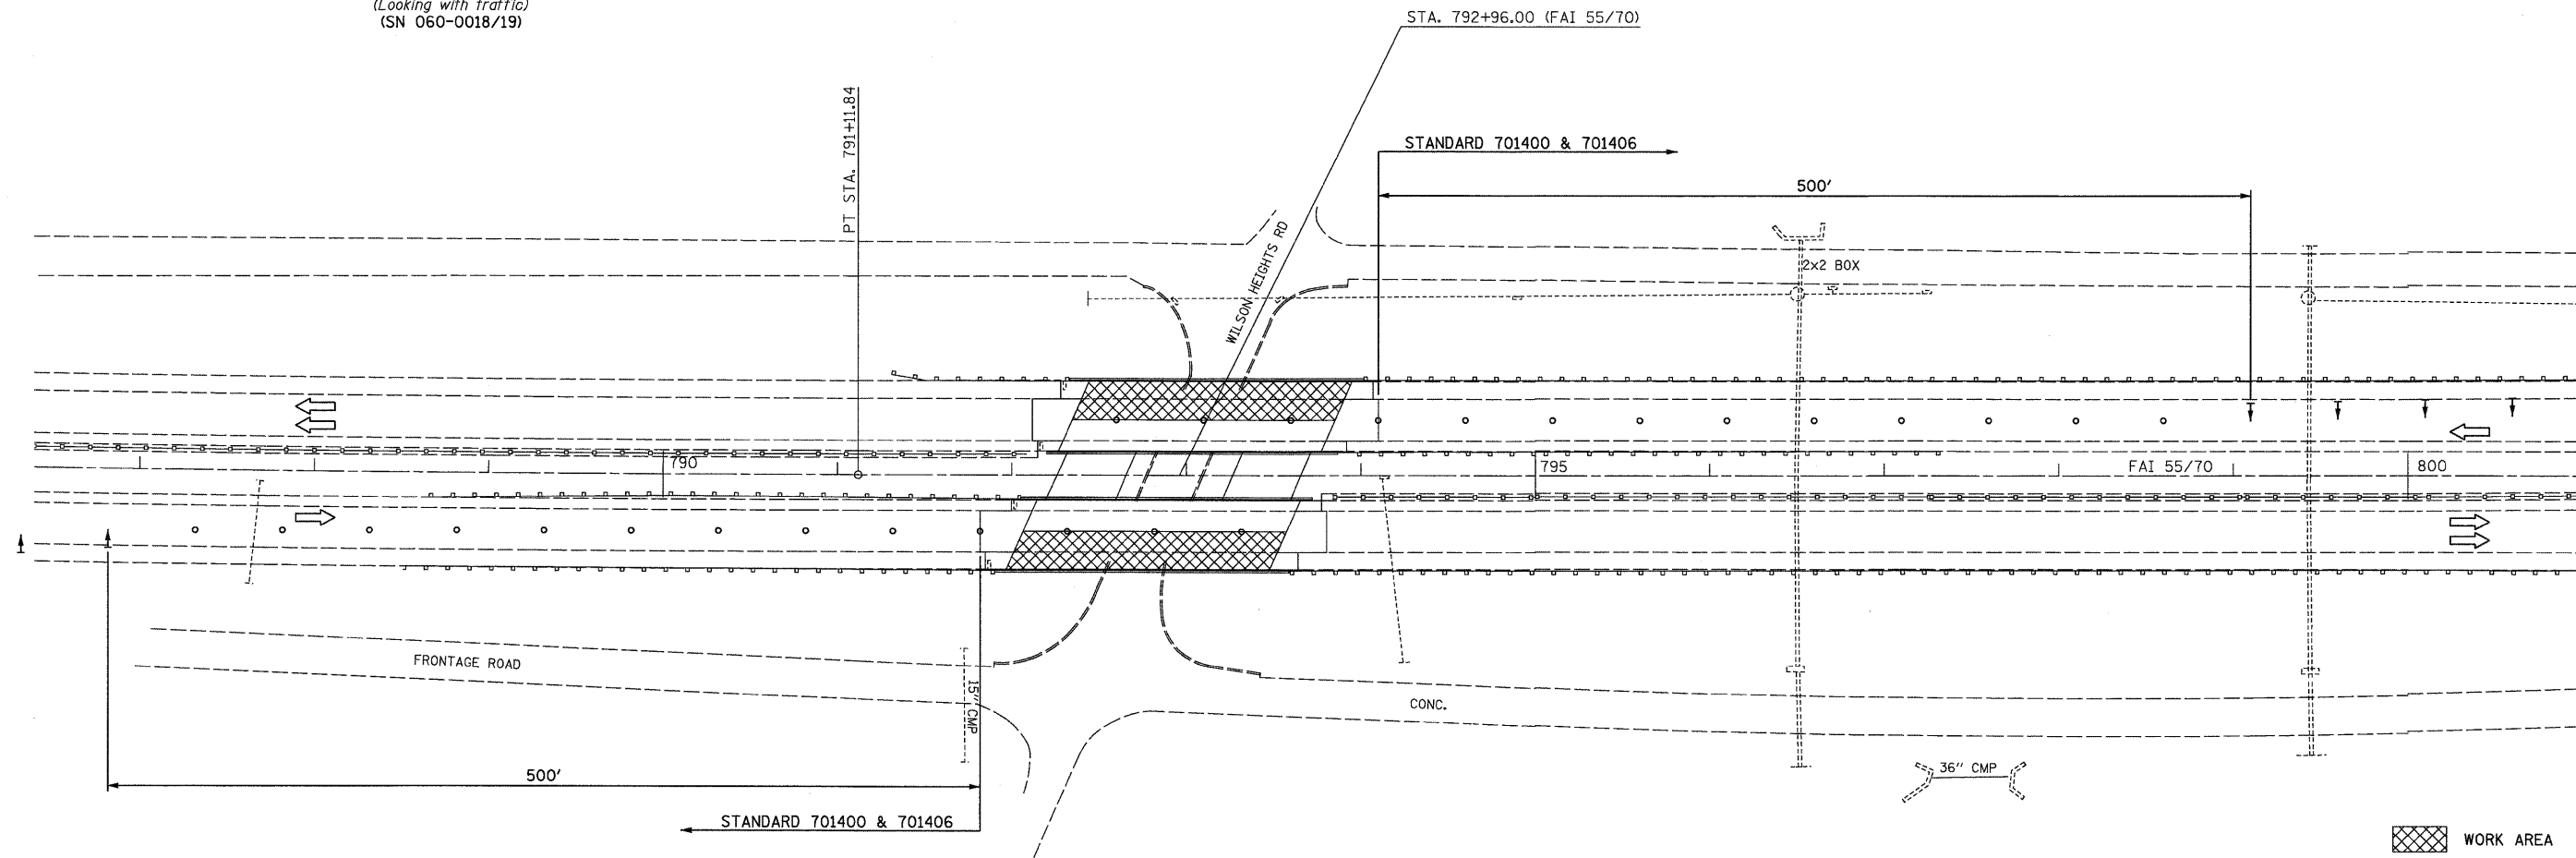 (Looking with traffic)
(SN 060-0018/19)
STA. 792+96.00 (FAI 55/70)
PT STA. 791+11.84
STANDARD 701400 & 701406
500'
WILSON HEIGHTS RD
2x2 BOX
790
795
FAI 55/70
800
FRONTAGE ROAD
15" CMP
CONC.
500'
36" CMP
STANDARD 701400 & 701406
WORK AREA